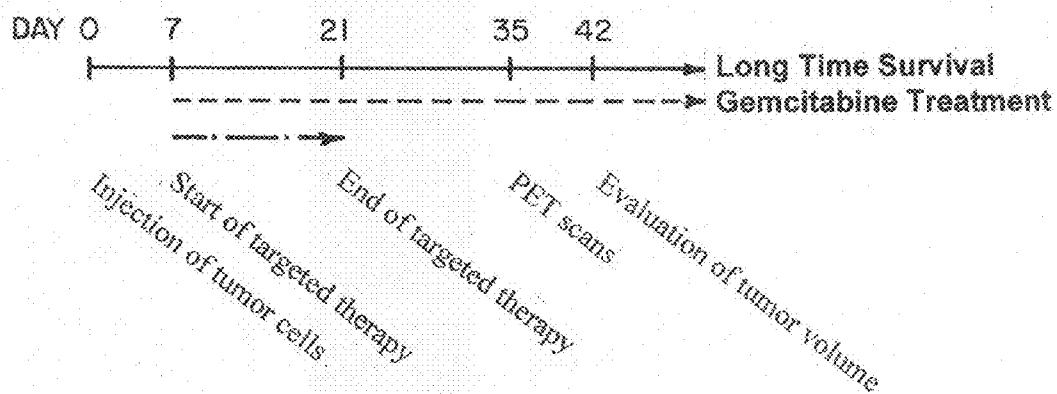 DAY 0 7 21 35 42
Long Time Survival
Gemcitabine Treatment
Injection of tumor cells
Start of targeted therapy
End of targeted therapy
PET scans
Evaluation of tumor volume